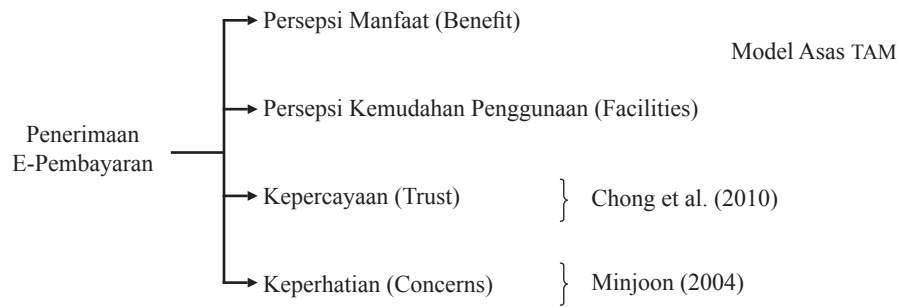 Persepsi Manfaat (Benefit)
Model Asas TAM
Persepsi Kemudahan Penggunaan (Facilities)
Penerimaan
E-Pembayaran
Kepercayaan (Trust) } Chong et al. (2010)
Keperhatian (Concerns) } Minjoon (2004)